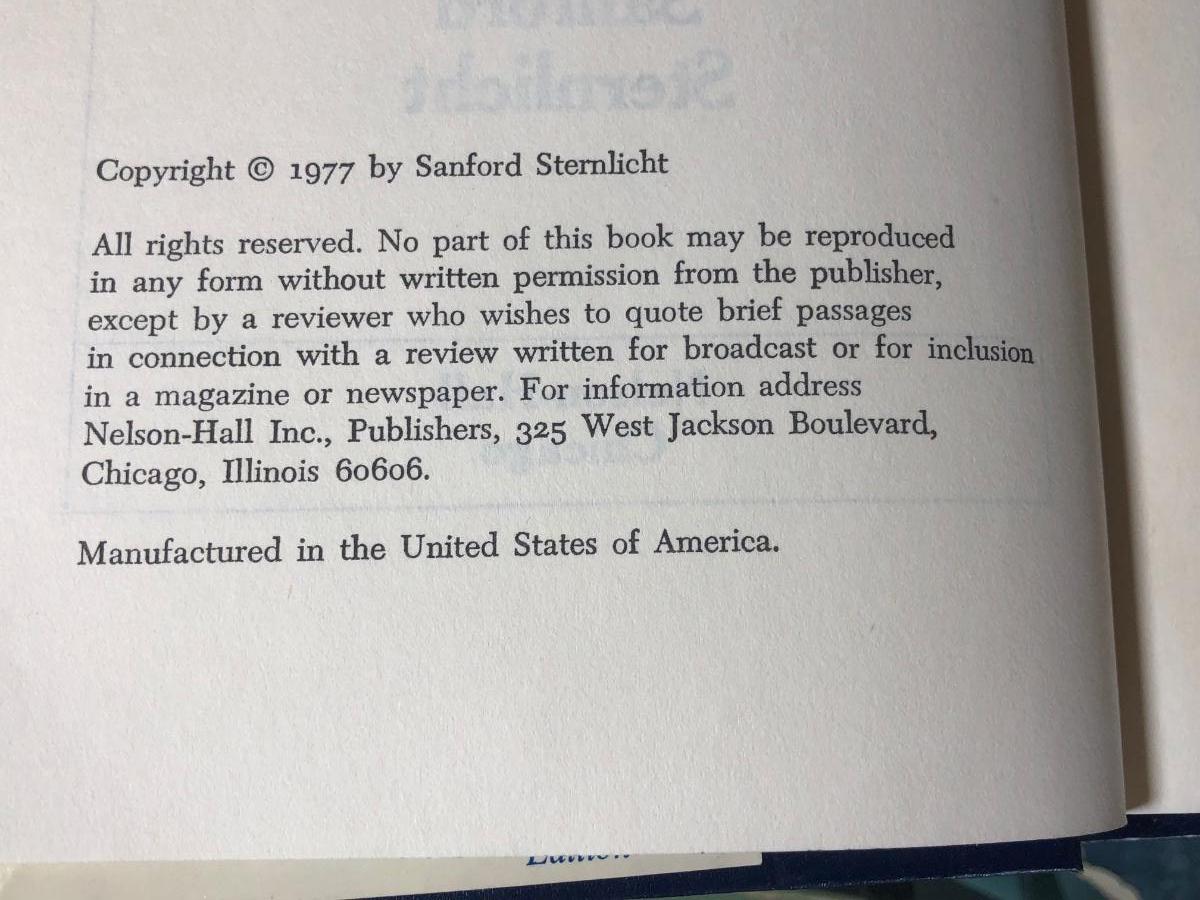 Sanford
Sternlicht
Copyright © 1977 by Sanford Sternlicht
All rights reserved. No part of this book may be reproduced
in any form without written permission from the publisher,
except by a reviewer who wishes to quote brief passages
in connection with a review written for broadcast or for inclusion
in a magazine or newspaper. For information address
Nelson-Hall Inc., Publishers, 325 West Jackson Boulevard,
Chicago, Illinois 60606.
Manufactured in the United States of America.